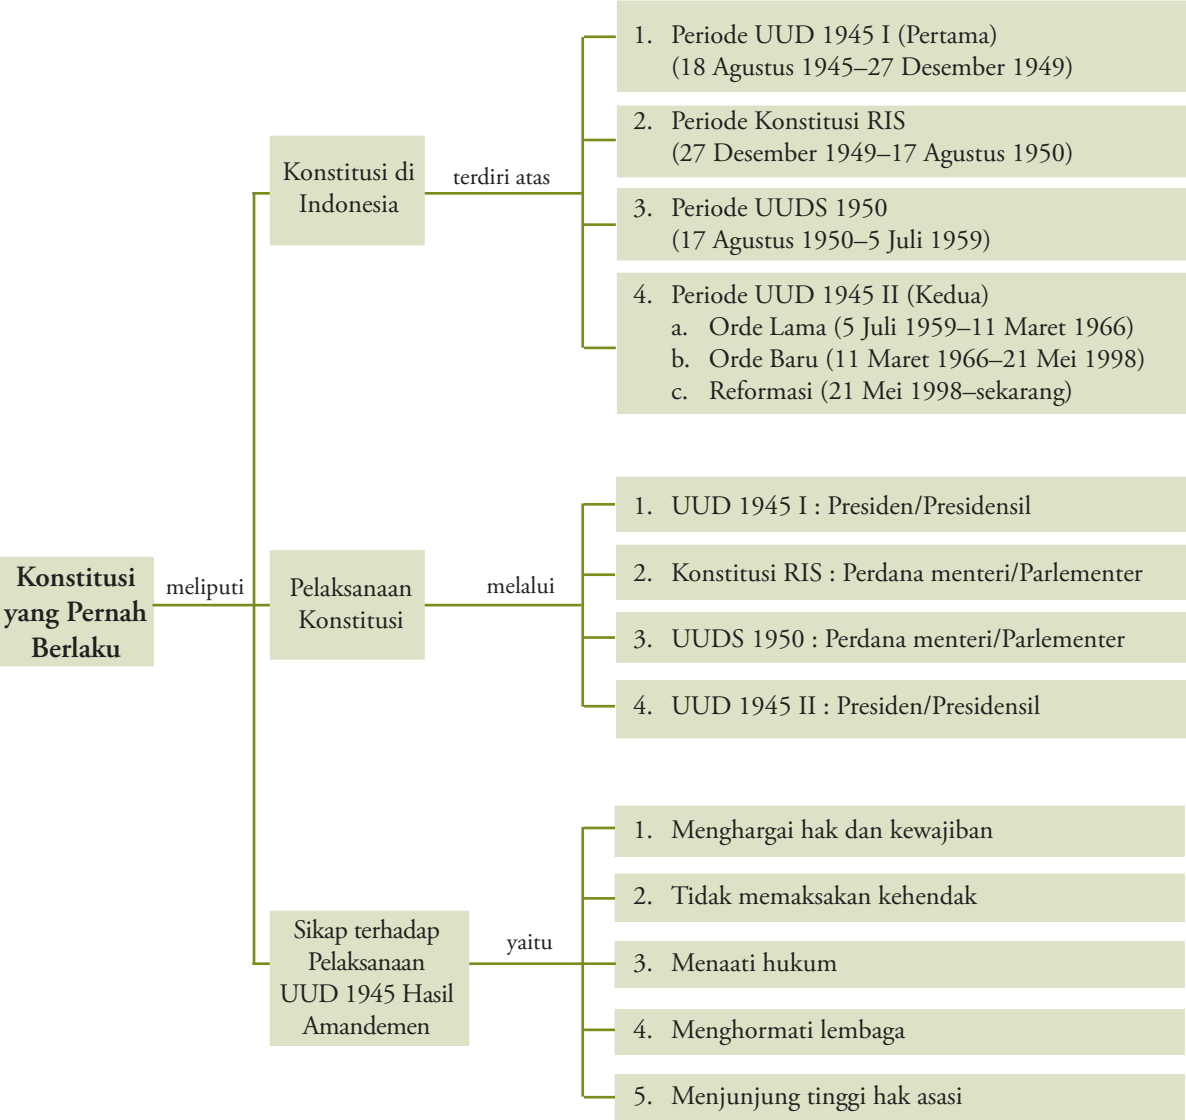 Konstitusi
yang Pernah
Berlaku
meliputi
Konstitusi di
Indonesia
terdiri atas
1. Periode UUD 1945 I (Pertama)
(18 Agustus 1945–27 Desember 1949)
2. Periode Konstitusi RIS
(27 Desember 1949–17 Agustus 1950)
3. Periode UUDS 1950
(17 Agustus 1950–5 Juli 1959)
4. Periode UUD 1945 II (Kedua)
a. Orde Lama (5 Juli 1959–11 Maret 1966)
b. Orde Baru (11 Maret 1966–21 Mei 1998)
c. Reformasi (21 Mei 1998–sekarang)
Pelaksanaan
Konstitusi
melalui
1. UUD 1945 I : Presiden/Presidensil
2. Konstitusi RIS : Perdana menteri/Parlementer
3. UUDS 1950 : Perdana menteri/Parlementer
4. UUD 1945 II : Presiden/Presidensil
Sikap terhadap
Pelaksanaan
UUD 1945 Hasil
Amandemen
yaitu
1. Menghargai hak dan kewajiban
2. Tidak memaksakan kehendak
3. Menaati hukum
4. Menghormati lembaga
5. Menjunjung tinggi hak asasi